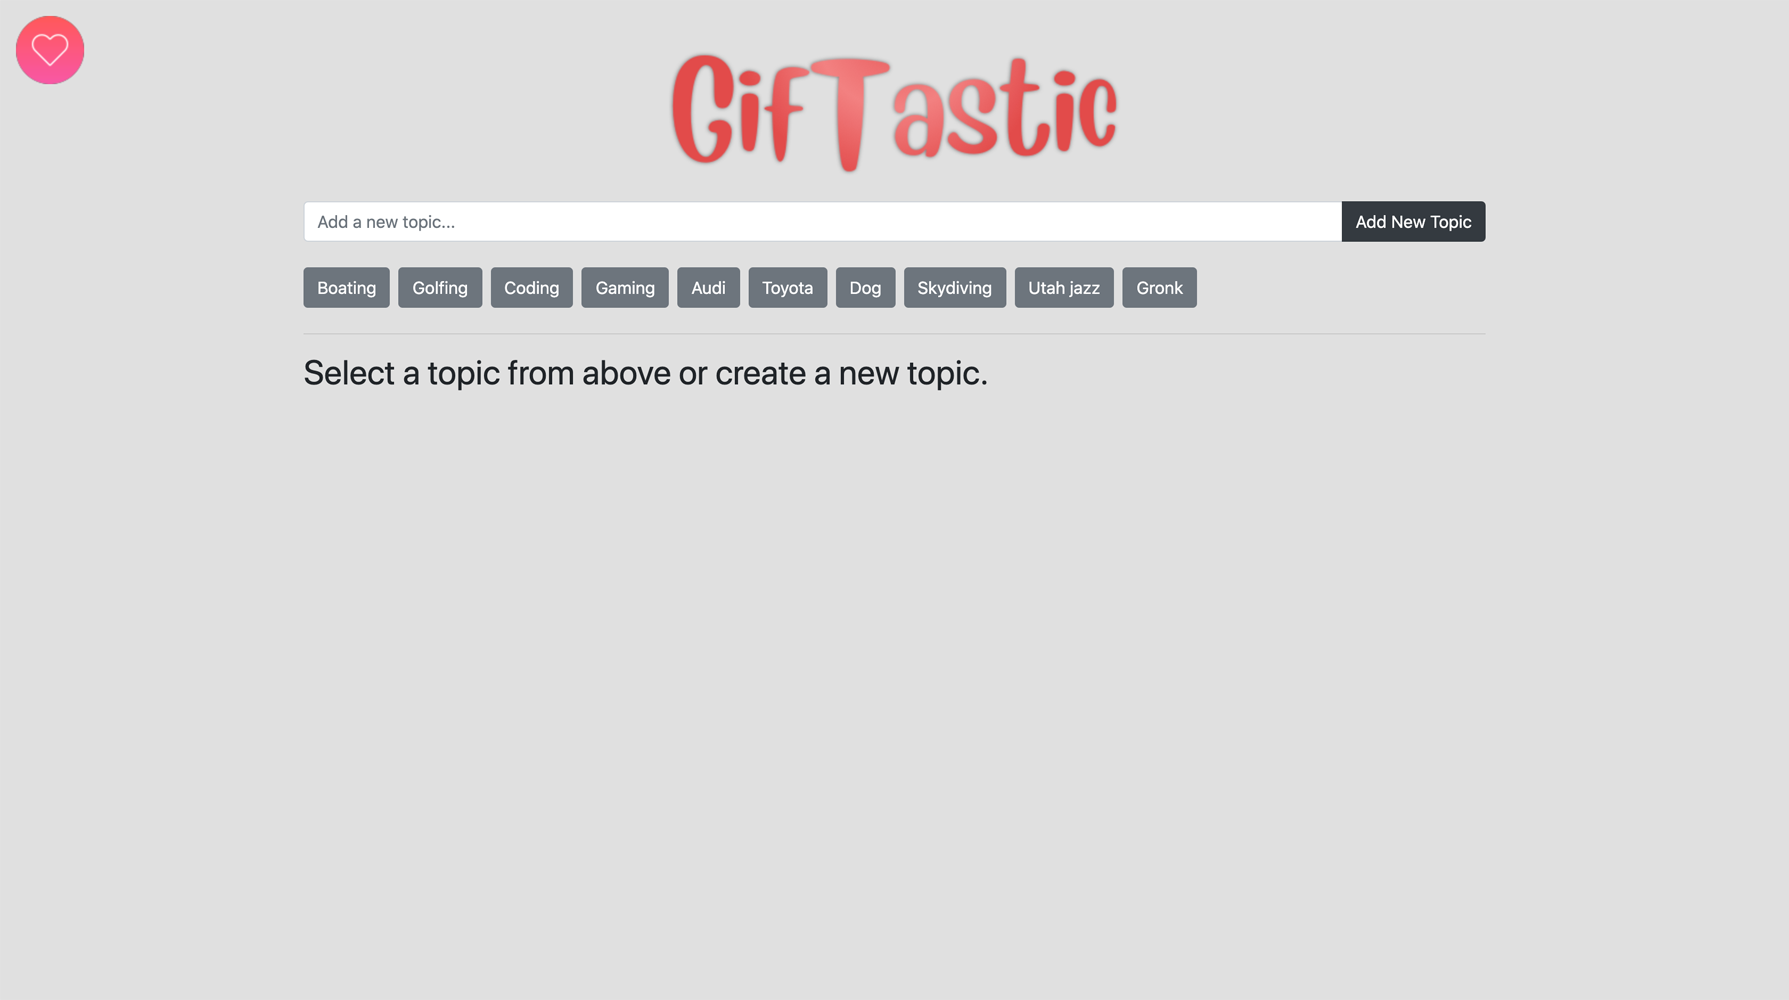 GifTastic
Add a new topic...
Add New Topic
Boating Golfing Coding Gaming Audi Toyota Dog Skydiving Utah jazz Gronk
Select a topic from above or create a new topic.